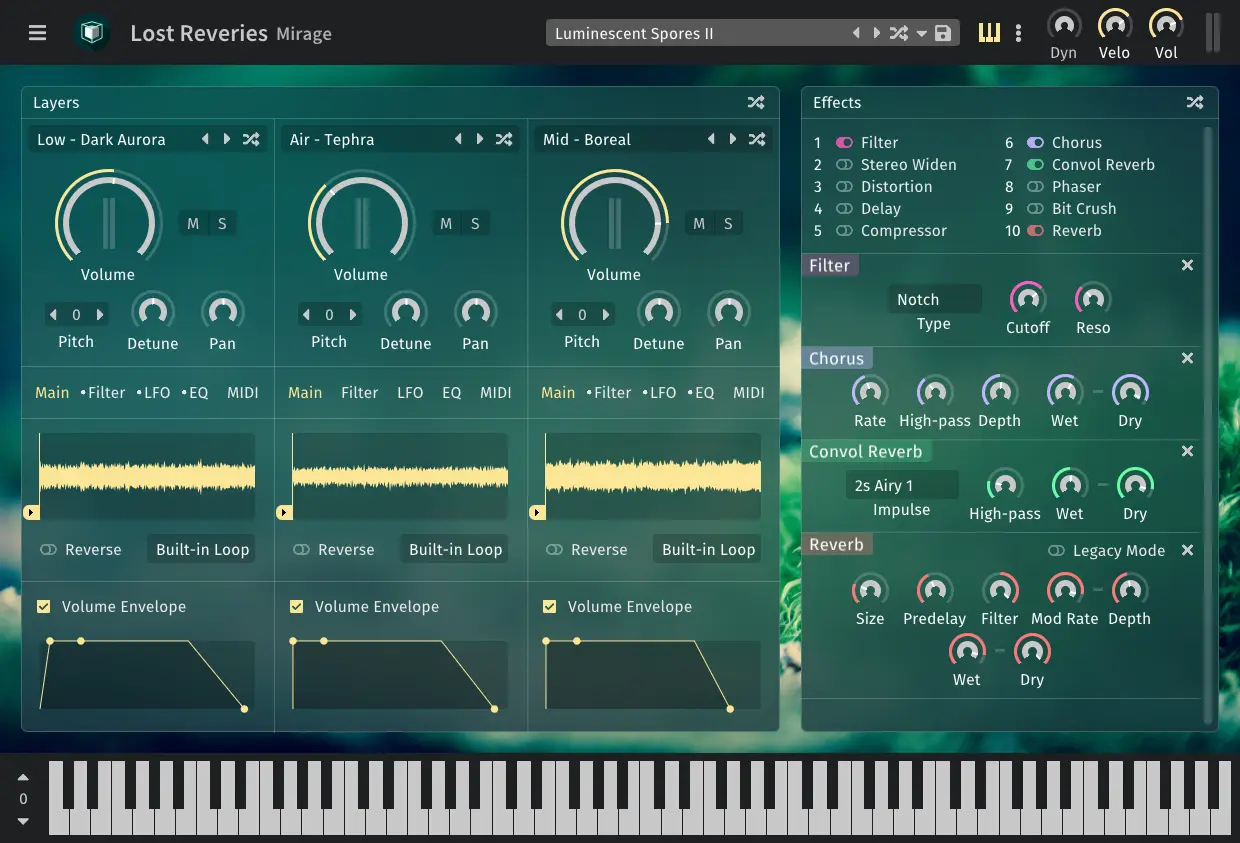 Lost Reveries Mirage
Luminescent Spores II
Dyn Velo Vol
Layers
Low - Dark Aurora
M S
Volume
0
Pitch Detune Pan
Main •Filter •LFO •EQ MIDI
Reverse Built-in Loop
Volume Envelope
Air - Tephra
M S
Volume
0
Pitch Detune Pan
Main Filter LFO EQ MIDI
Reverse Built-in Loop
Volume Envelope
Mid - Boreal
M S
Volume
0
Pitch Detune Pan
Main •Filter •LFO •EQ MIDI
Reverse Built-in Loop
Volume Envelope
Effects
1 Filter
2 Stereo Widen
3 Distortion
4 Delay
5 Compressor
6 Chorus
7 Convol Reverb
8 Phaser
9 Bit Crush
10 Reverb
Filter
Notch
Type Cutoff Reso
Chorus
Rate High-pass Depth Wet Dry
Convol Reverb
2s Airy 1
Impulse High-pass Wet Dry
Reverb Legacy Mode
Size Predelay Filter Mod Rate Depth
Wet Dry
0